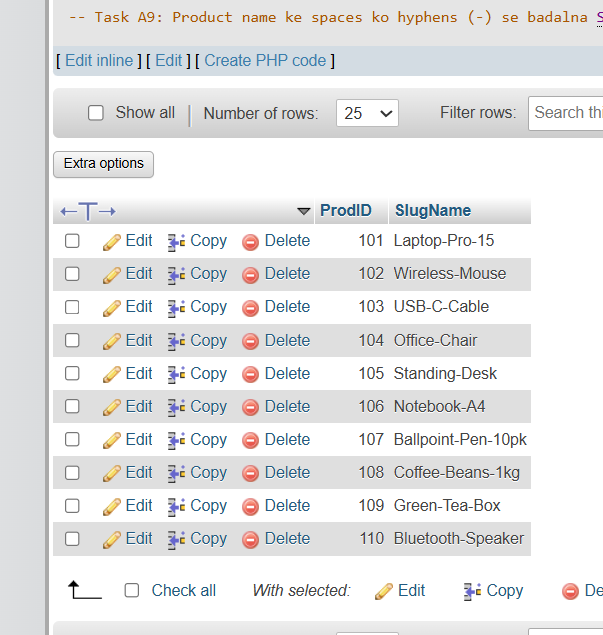 -- Task A9: Product name ke spaces ko hyphens (-) se badalna
[ Edit inline ] [ Edit ] [ Create PHP code ]
Show all | Number of rows: 25 Filter rows: Search
Extra options
←T→ ProdID SlugName
Edit Copy Delete 101 Laptop-Pro-15
Edit Copy Delete 102 Wireless-Mouse
Edit Copy Delete 103 USB-C-Cable
Edit Copy Delete 104 Office-Chair
Edit Copy Delete 105 Standing-Desk
Edit Copy Delete 106 Notebook-A4
Edit Copy Delete 107 Ballpoint-Pen-10pk
Edit Copy Delete 108 Coffee-Beans-1kg
Edit Copy Delete 109 Green-Tea-Box
Edit Copy Delete 110 Bluetooth-Speaker
Check all With selected: Edit Copy De